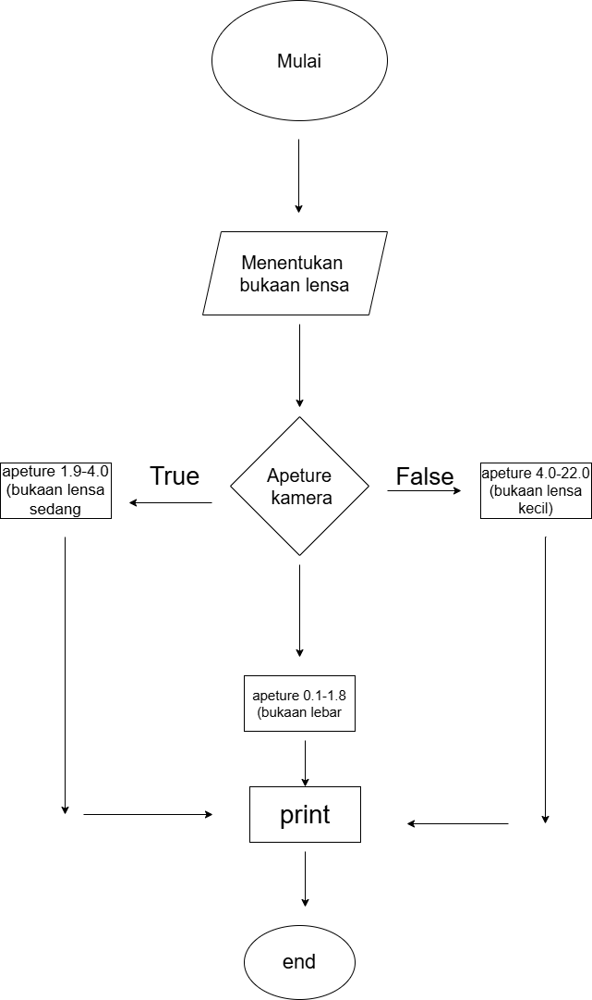 Mulai
Menentukan
bukaan lensa
Apeture
kamera
True
False
apeture 1.9-4.0
(bukaan lensa
sedang
apeture 4.0-22.0
(bukaan lensa
kecil)
apeture 0.1-1.8
(bukaan lebar
print
end